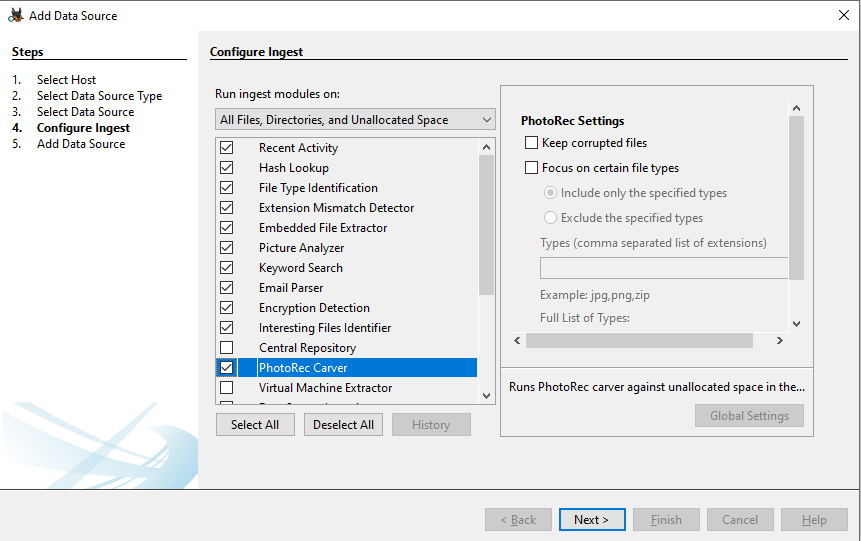 Add Data Source
Steps
1. Select Host
2. Select Data Source Type
3. Select Data Source
4. Configure Ingest
5. Add Data Source
Configure Ingest
Run ingest modules on:
All Files, Directories, and Unallocated Space
Recent Activity
Hash Lookup
File Type Identification
Extension Mismatch Detector
Embedded File Extractor
Picture Analyzer
Keyword Search
Email Parser
Encryption Detection
Interesting Files Identifier
Central Repository
PhotoRec Carver
Virtual Machine Extractor
Select All
Deselect All
History
PhotoRec Settings
Keep corrupted files
Focus on certain file types
Include only the specified types
Exclude the specified types
Types (comma separated list of extensions)
Example: jpg,png,zip
Full List of Types:
Runs PhotoRec carver against unallocated space in the...
Global Settings
< Back
Next >
Finish
Cancel
Help